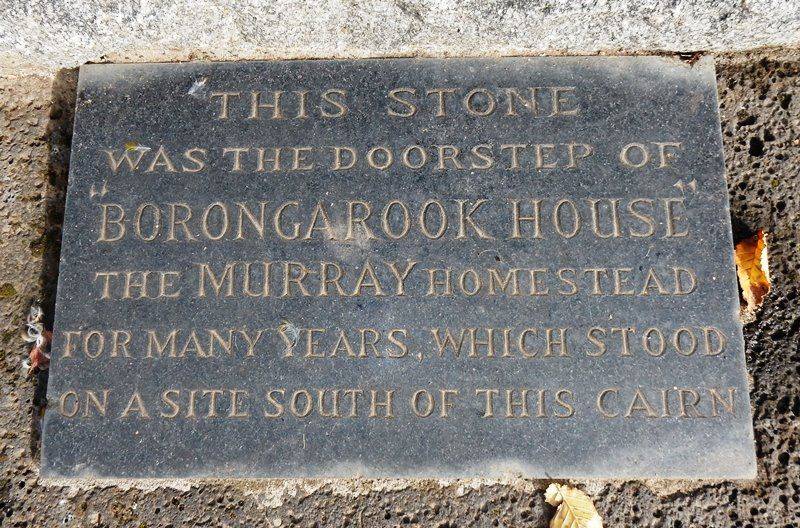 THIS STONE
WAS THE DOORSTEP OF
"BORONGAROOK HOUSE"
THE MURRAY HOMESTEAD
FOR MANY YEARS, WHICH STOOD
ON A SITE SOUTH OF THIS CAIRN